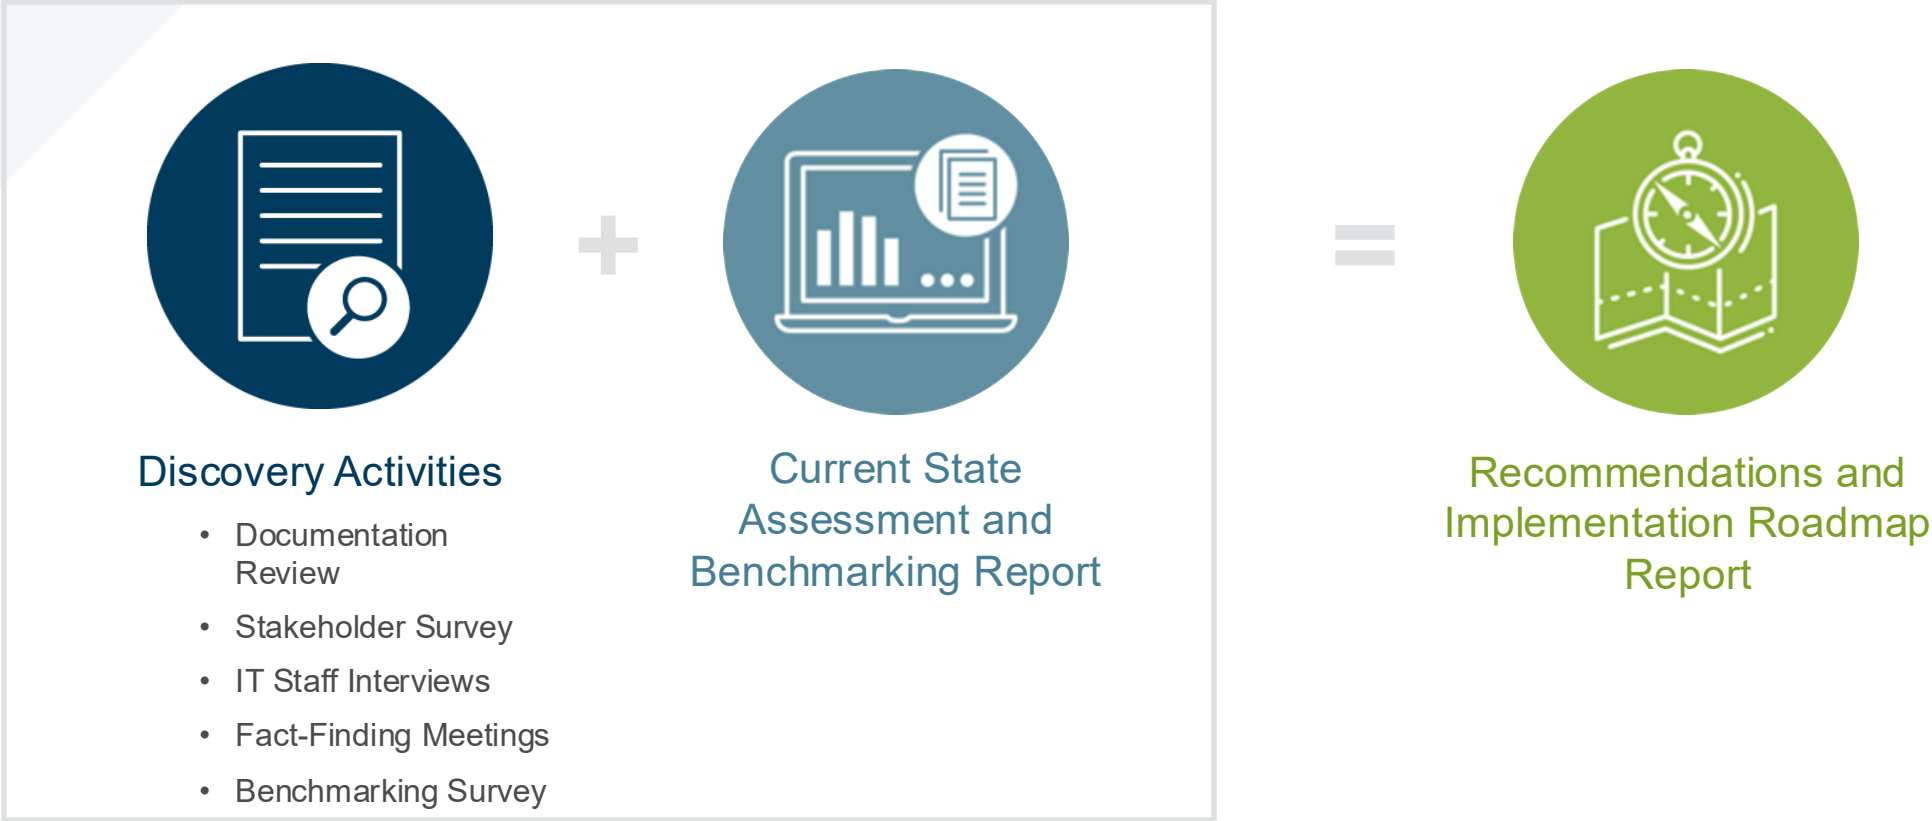 Discovery Activities
• Documentation
Review
• Stakeholder Survey
• IT Staff Interviews
• Fact-Finding Meetings
• Benchmarking Survey
+
Current State
Assessment and
Benchmarking Report
=
Recommendations and
Implementation Roadmap
Report